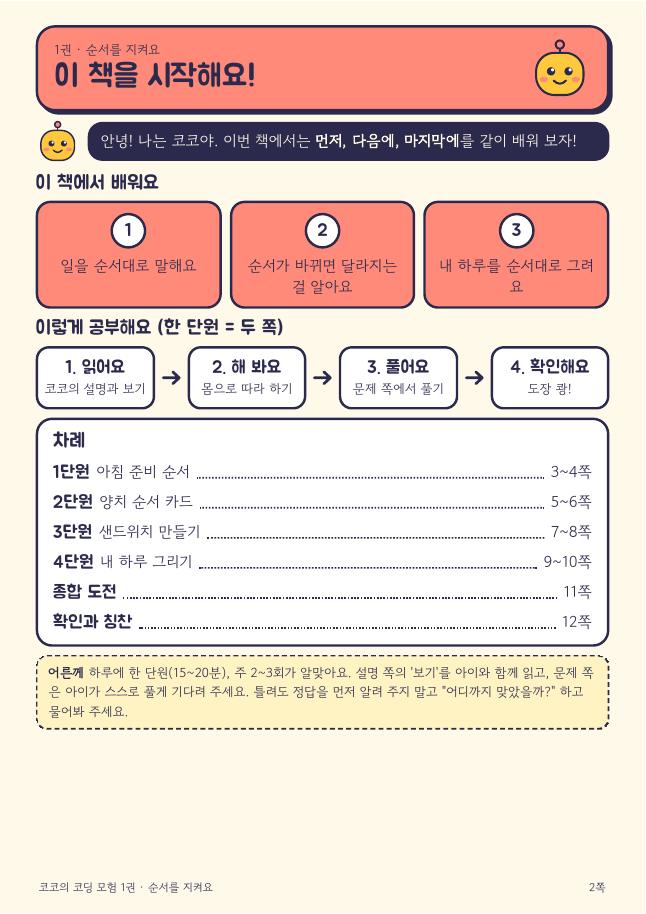 1권 · 순서를 지켜요
이 책을 시작해요!
안녕! 나는 코코야. 이번 책에서는 먼저, 다음에, 마지막에를 같이 배워 보자!
이 책에서 배워요
1
일을 순서대로 말해요
2
순서가 바뀌면 달라지는
걸 알아요
3
내 하루를 순서대로 그려
요
이렇게 공부해요 (한 단원 = 두 쪽)
1. 읽어요
코코의 설명과 보기
→
2. 해 봐요
몸으로 따라 하기
→
3. 풀어요
문제 쪽에서 풀기
→
4. 확인해요
도장 쾅!
차례
1단원 아침 준비 순서 3~4쪽
2단원 양치 순서 카드 5~6쪽
3단원 샌드위치 만들기 7~8쪽
4단원 내 하루 그리기 9~10쪽
종합 도전 11쪽
확인과 칭찬 12쪽
어른께 하루에 한 단원(15~20분), 주 2~3회가 알맞아요. 설명 쪽의 '보기'를 아이와 함께 읽고, 문제 쪽
은 아이가 스스로 풀게 기다려 주세요. 틀려도 정답을 먼저 알려 주지 말고 "어디까지 맞았을까?" 하고
물어봐 주세요.
코코의 코딩 모험 1권 · 순서를 지켜요
2쪽